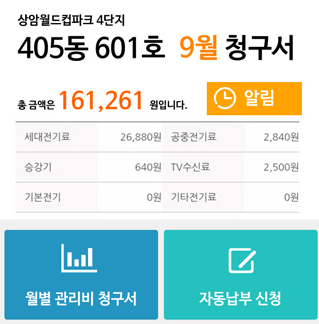 상암월드컵파크 4단지
405동 601호 9월 청구서
총 금액은 161,261 원입니다. 알림
세대전기료 26,880원 공중전기료 2,840원
승강기 640원 TV수신료 2,500원
기본전기 0원 기타전기료 0원
월별 관리비 청구서 자동납부 신청